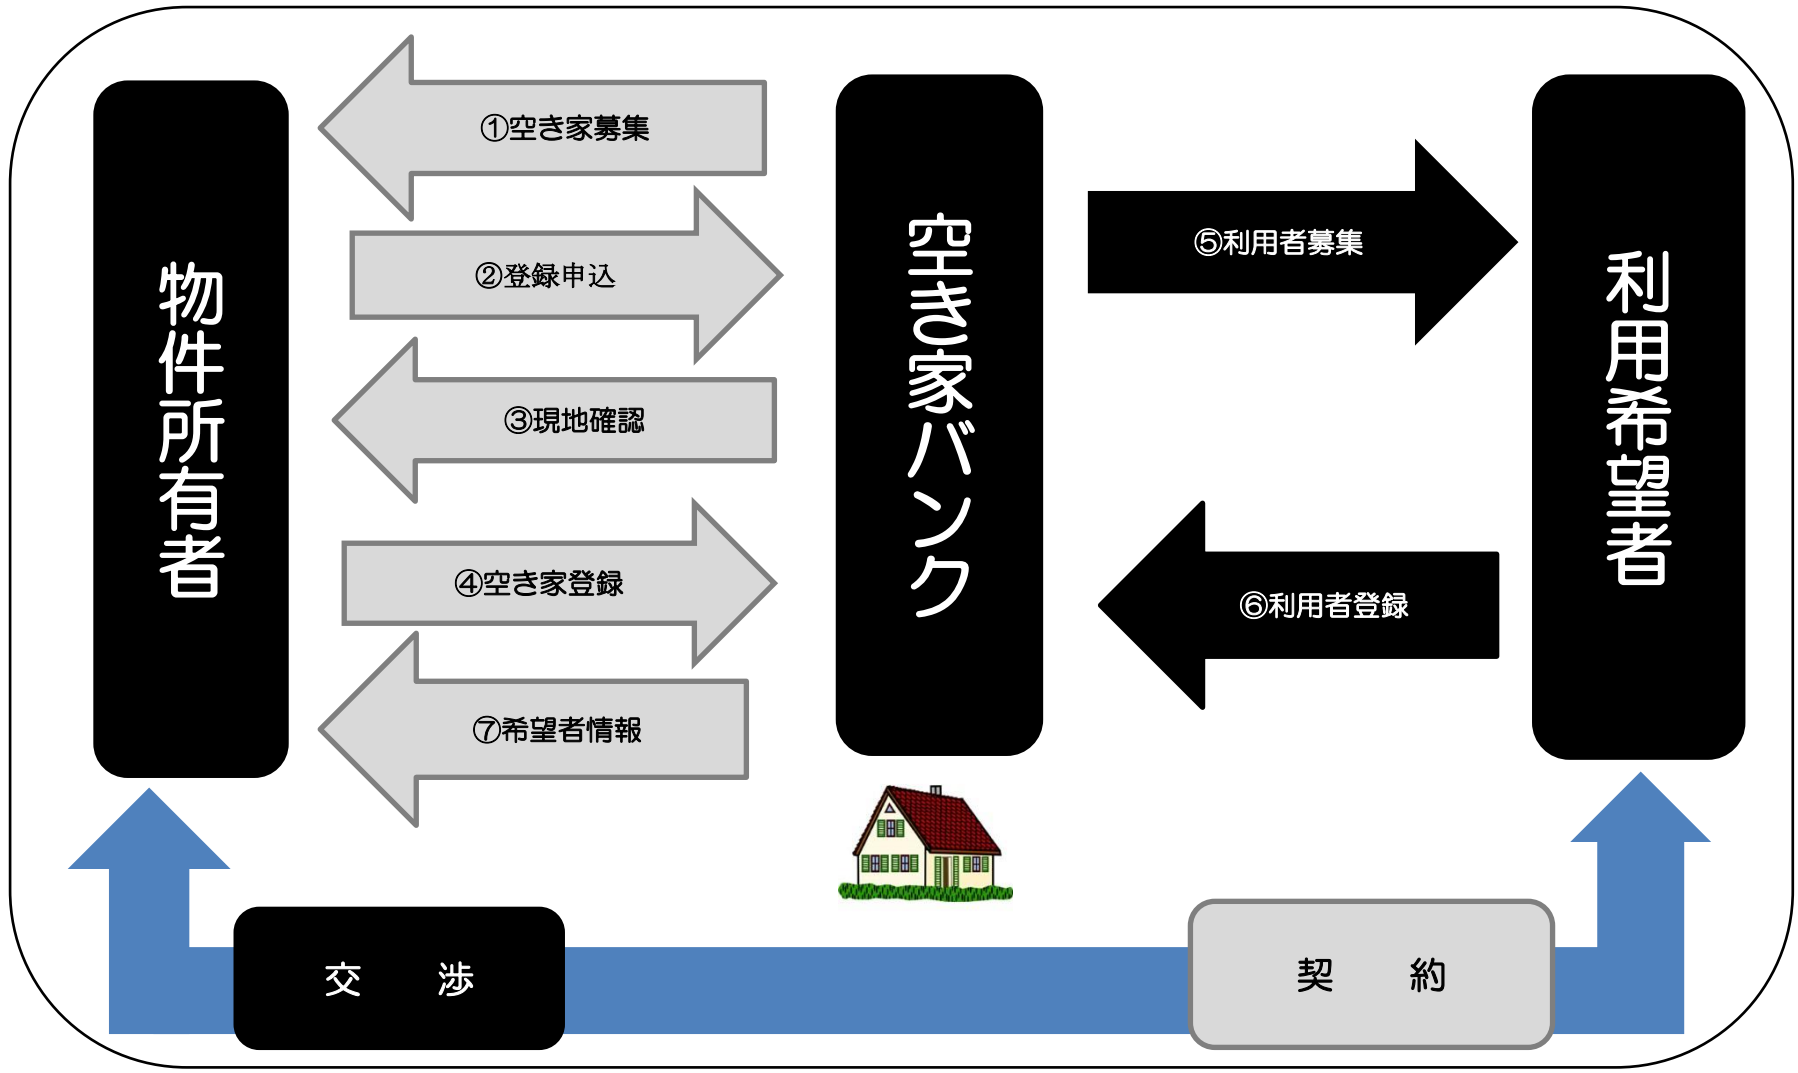 物件所有者
①空き家募集
②登録申込
③現地確認
④空き家登録
⑦希望者情報
空き家バンク
⑤利用者募集
⑥利用者登録
利用希望者
交　渉
契　約